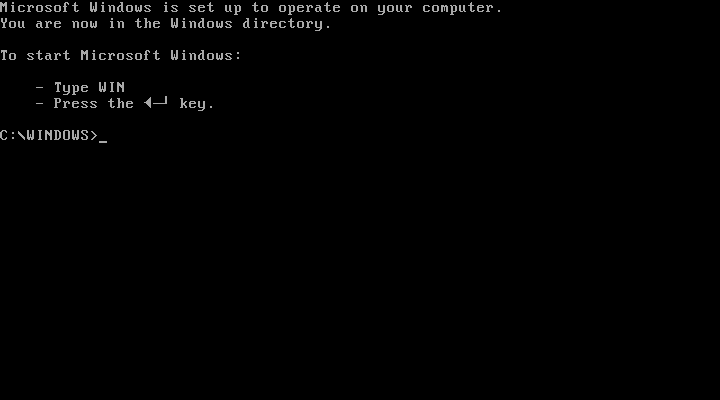 Microsoft Windows is set up to operate on your computer.
You are now in the Windows directory.
To start Microsoft Windows:
- Type WIN
- Press the ◄─┘ key.
C:\WINDOWS>_